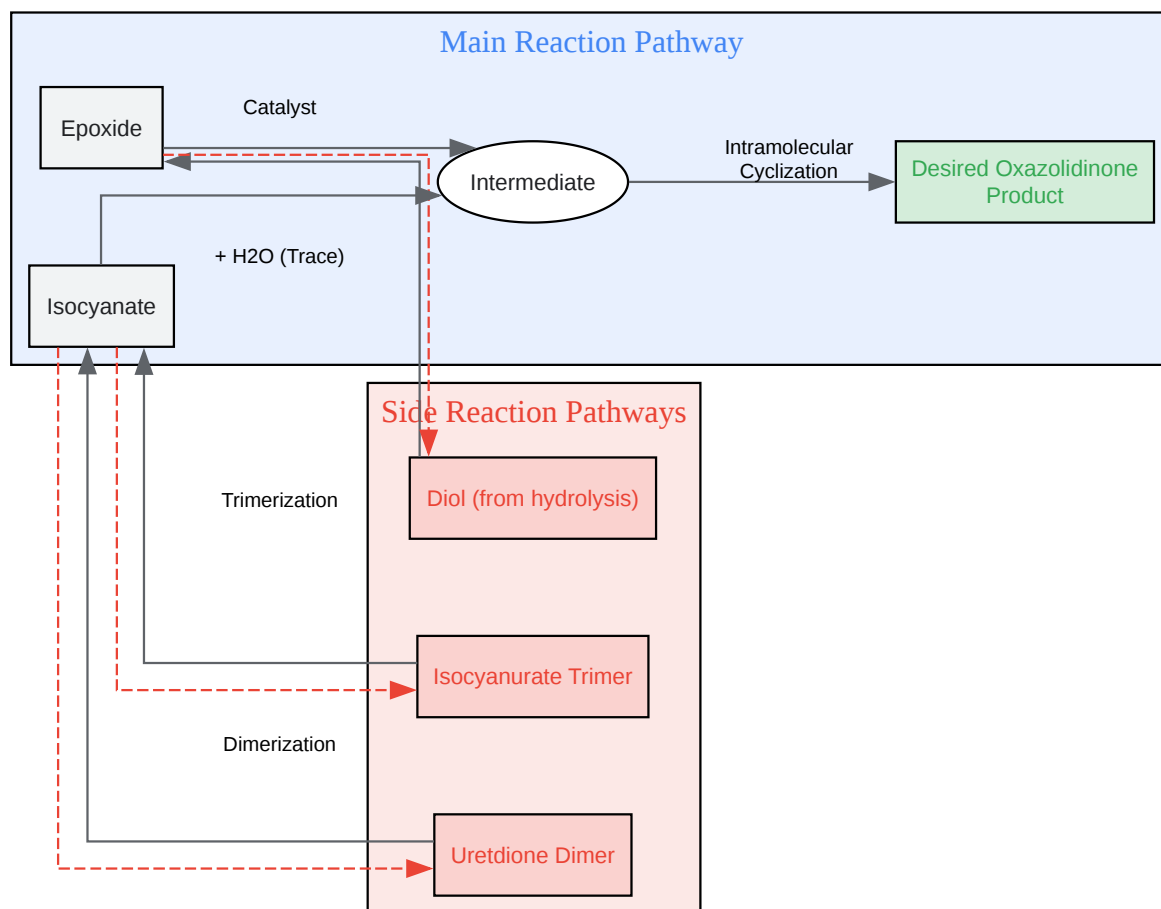 Main Reaction Pathway
Catalyst
Epoxide
Intramolecular
Cyclization
Desired Oxazolidinone
Product
Intermediate
+ H2O (Trace)
Isocyanate
Side Reaction Pathways
Trimerization
Diol (from hydrolysis)
Isocyanurate Trimer
Dimerization
Uretdione Dimer